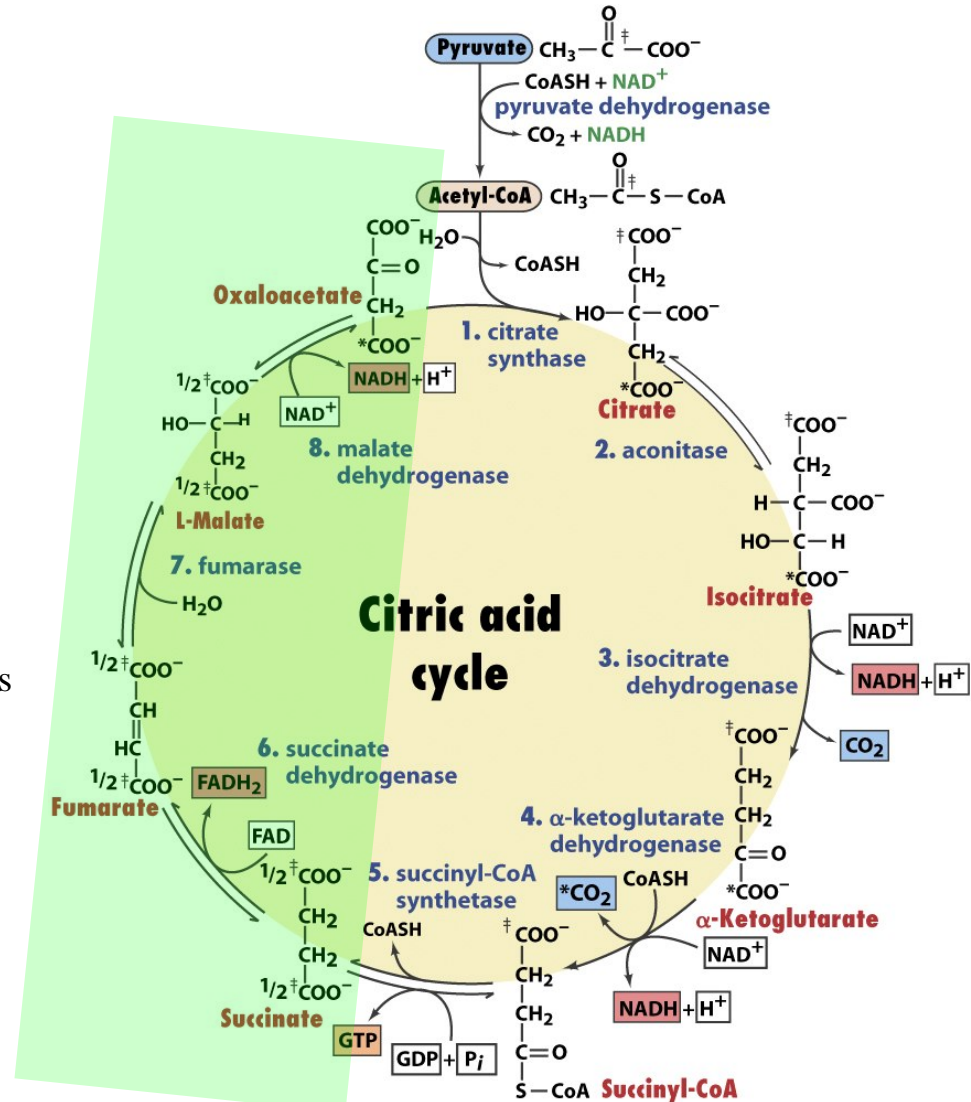 Pyruvate
O
‖ ‡
CH₃—C—COO⁻
CoASH + NAD⁺
pyruvate dehydrogenase
CO₂ + NADH
Acetyl-CoA
O
‖ ‡
CH₃—C—S—CoA
H₂O
CoASH
COO⁻
C=O
CH₂
*COO⁻
Oxaloacetate
1. citrate
synthase
‡COO⁻
CH₂
HO—C—COO⁻
CH₂
*COO⁻
Citrate
2. aconitase
‡COO⁻
CH₂
H—C—COO⁻
HO—C—H
*COO⁻
Isocitrate
NAD⁺
NADH + H⁺
3. isocitrate
dehydrogenase
CO₂
‡COO⁻
CH₂
CH₂
C=O
*COO⁻
α-Ketoglutarate
4. α-ketoglutarate
dehydrogenase
*CO₂
CoASH
NAD⁺
NADH + H⁺
‡COO⁻
CH₂
CH₂
C=O
S—CoA
Succinyl-CoA
5. succinyl-CoA
synthetase
CoASH
GTP
GDP + Pi
1/2‡COO⁻
CH₂
CH₂
1/2‡COO⁻
Succinate
6. succinate
dehydrogenase
FADH₂
FAD
1/2‡COO⁻
CH
HC
1/2‡COO⁻
Fumarate
7. fumarase
H₂O
1/2‡COO⁻
HO—C—H
CH₂
1/2‡COO⁻
L-Malate
8. malate
dehydrogenase
NAD⁺
NADH + H⁺
Citric acid
cycle
s